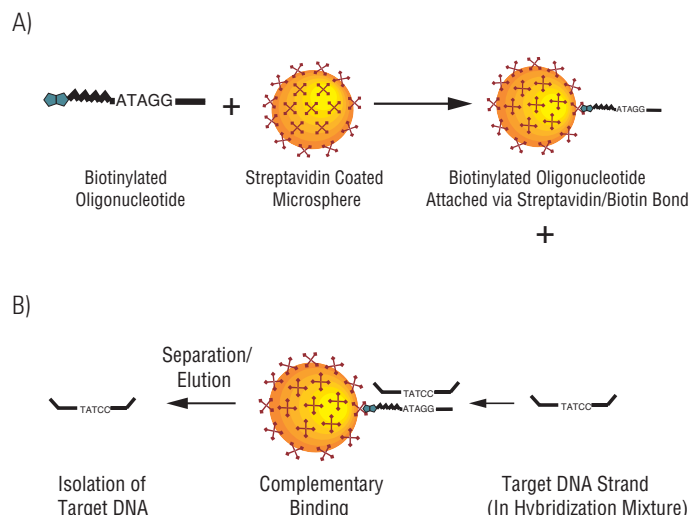 A)
ATAGG
+
ATAGG
Biotinylated
Oligonucleotide
Streptavidin Coated
Microsphere
Biotinylated Oligonucleotide
Attached via Streptavidin/Biotin Bond
+
B)
Separation/
Elution
TATCC
TATCC
ATAGG
TATCC
Isolation of
Target DNA
Complementary
Binding
Target DNA Strand
(In Hybridization Mixture)